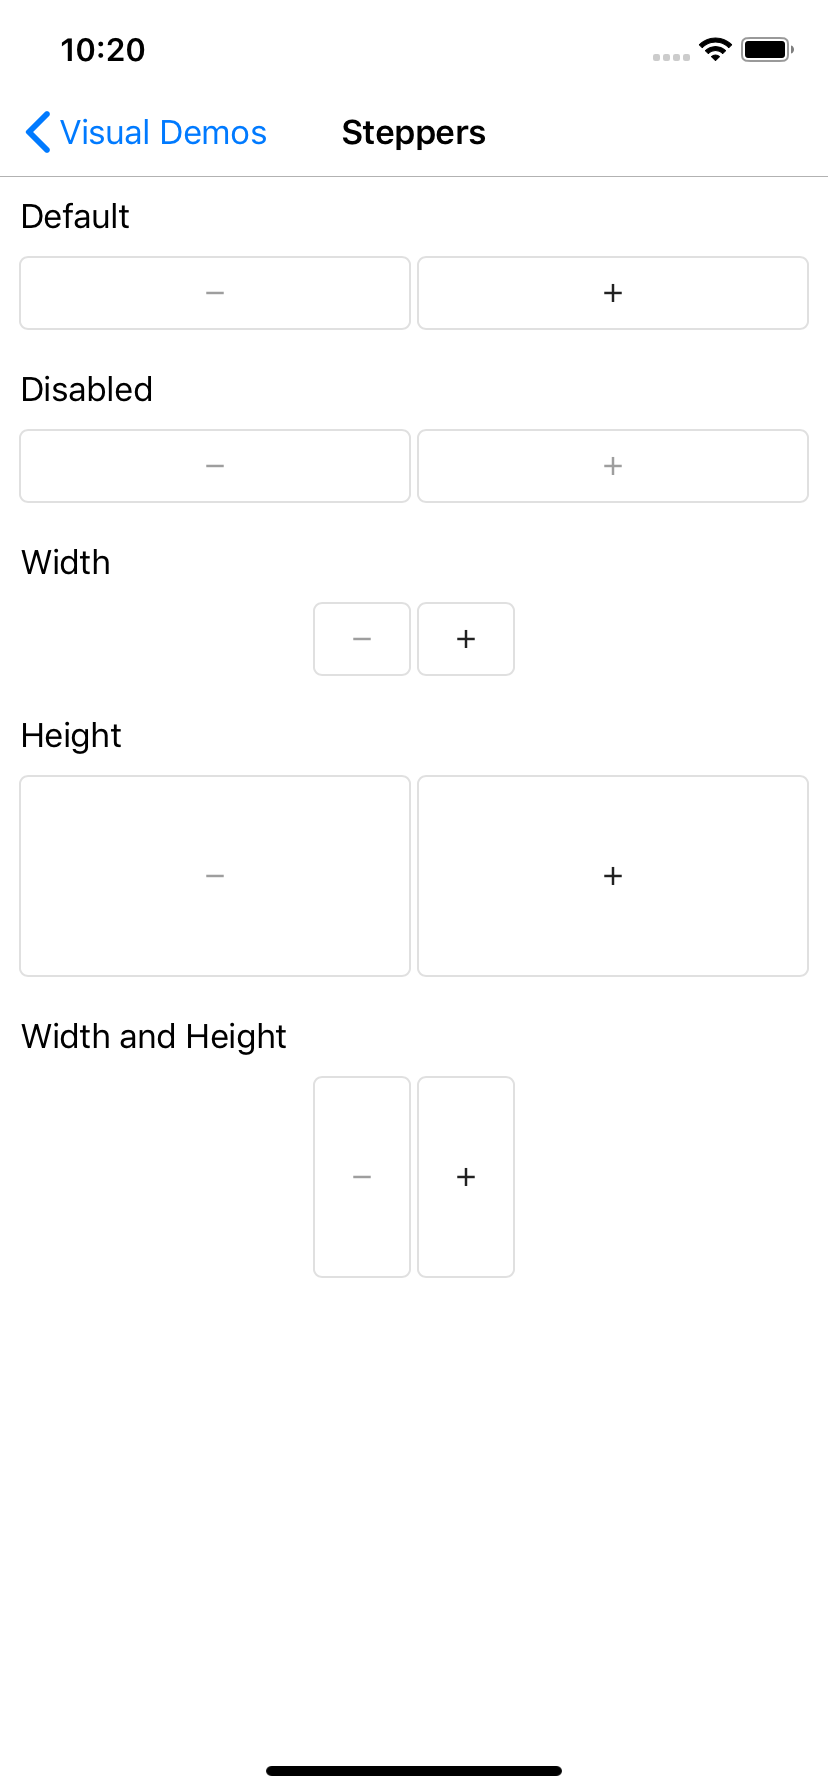 10:20
Visual Demos Steppers
Default
− +
Disabled
− +
Width
− +
Height
− +
Width and Height
− +